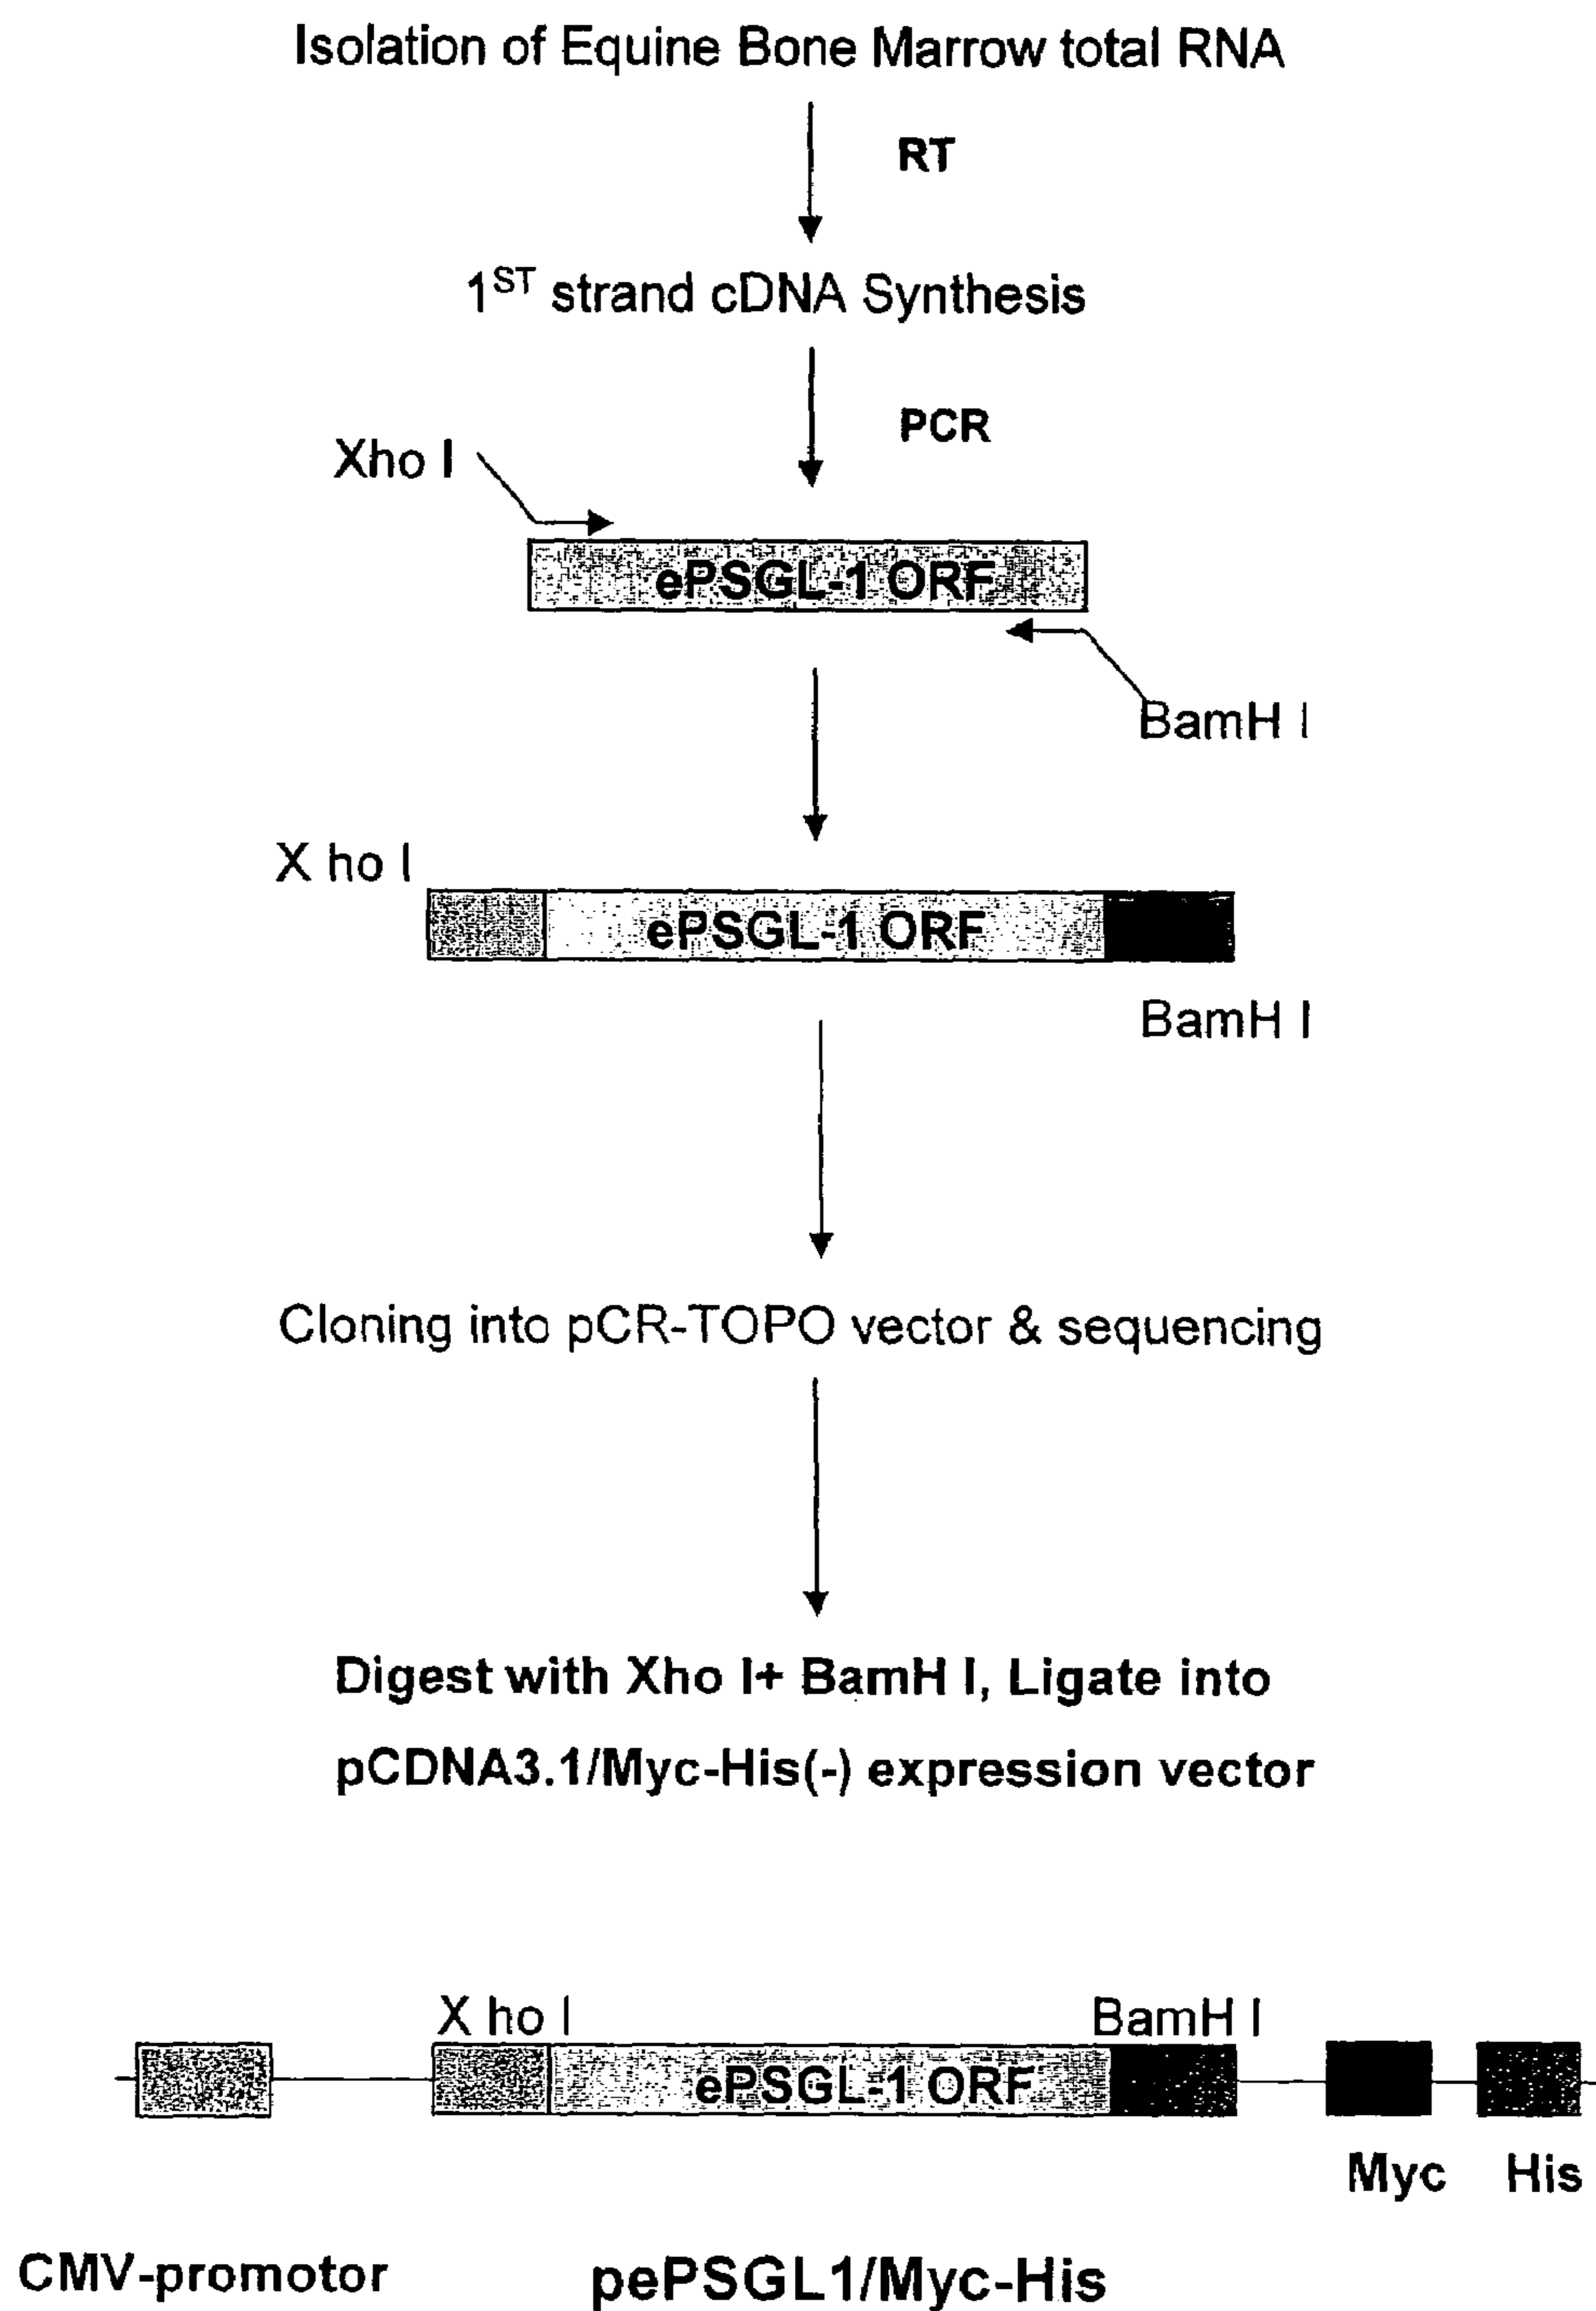 Isolation of Equine Bone Marrow total RNA
RT
1ST strand cDNA Synthesis
PCR
Xho I
ePSGL-1 ORF
BamH I
X ho I
ePSGL-1 ORF
BamH I
Cloning into pCR-TOPO vector & sequencing
Digest with Xho I+ BamH I, Ligate into
pCDNA3.1/Myc-His(-) expression vector
X ho I
BamH I
ePSGL-1 ORF
Myc
His
CMV-promotor
pePSGL1/Myc-His